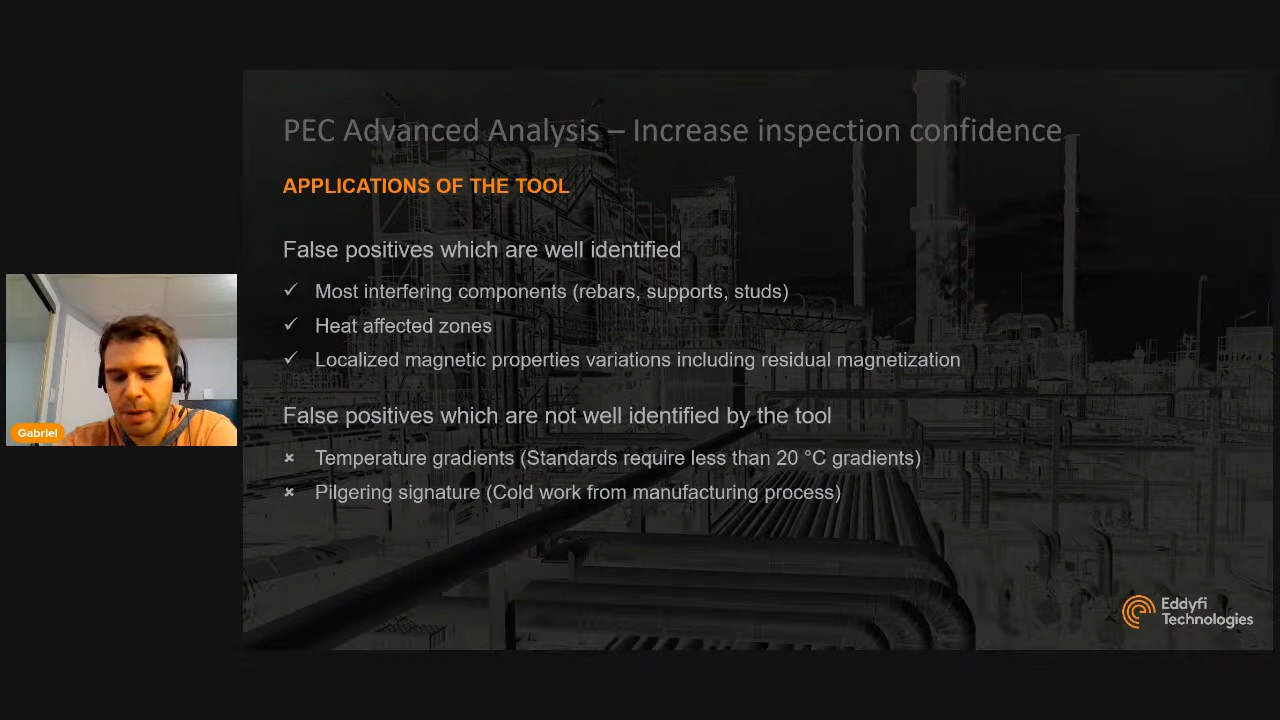 PEC Advanced Analysis – Increase inspection confidence
APPLICATIONS OF THE TOOL
False positives which are well identified
✓ Most interfering components (rebars, supports, studs)
✓ Heat affected zones
✓ Localized magnetic properties variations including residual magnetization
False positives which are not well identified by the tool
× Temperature gradients (Standards require less than 20 °C gradients)
× Pilgering signature (Cold work from manufacturing process)
Gabriel
Eddyfi
Technologies